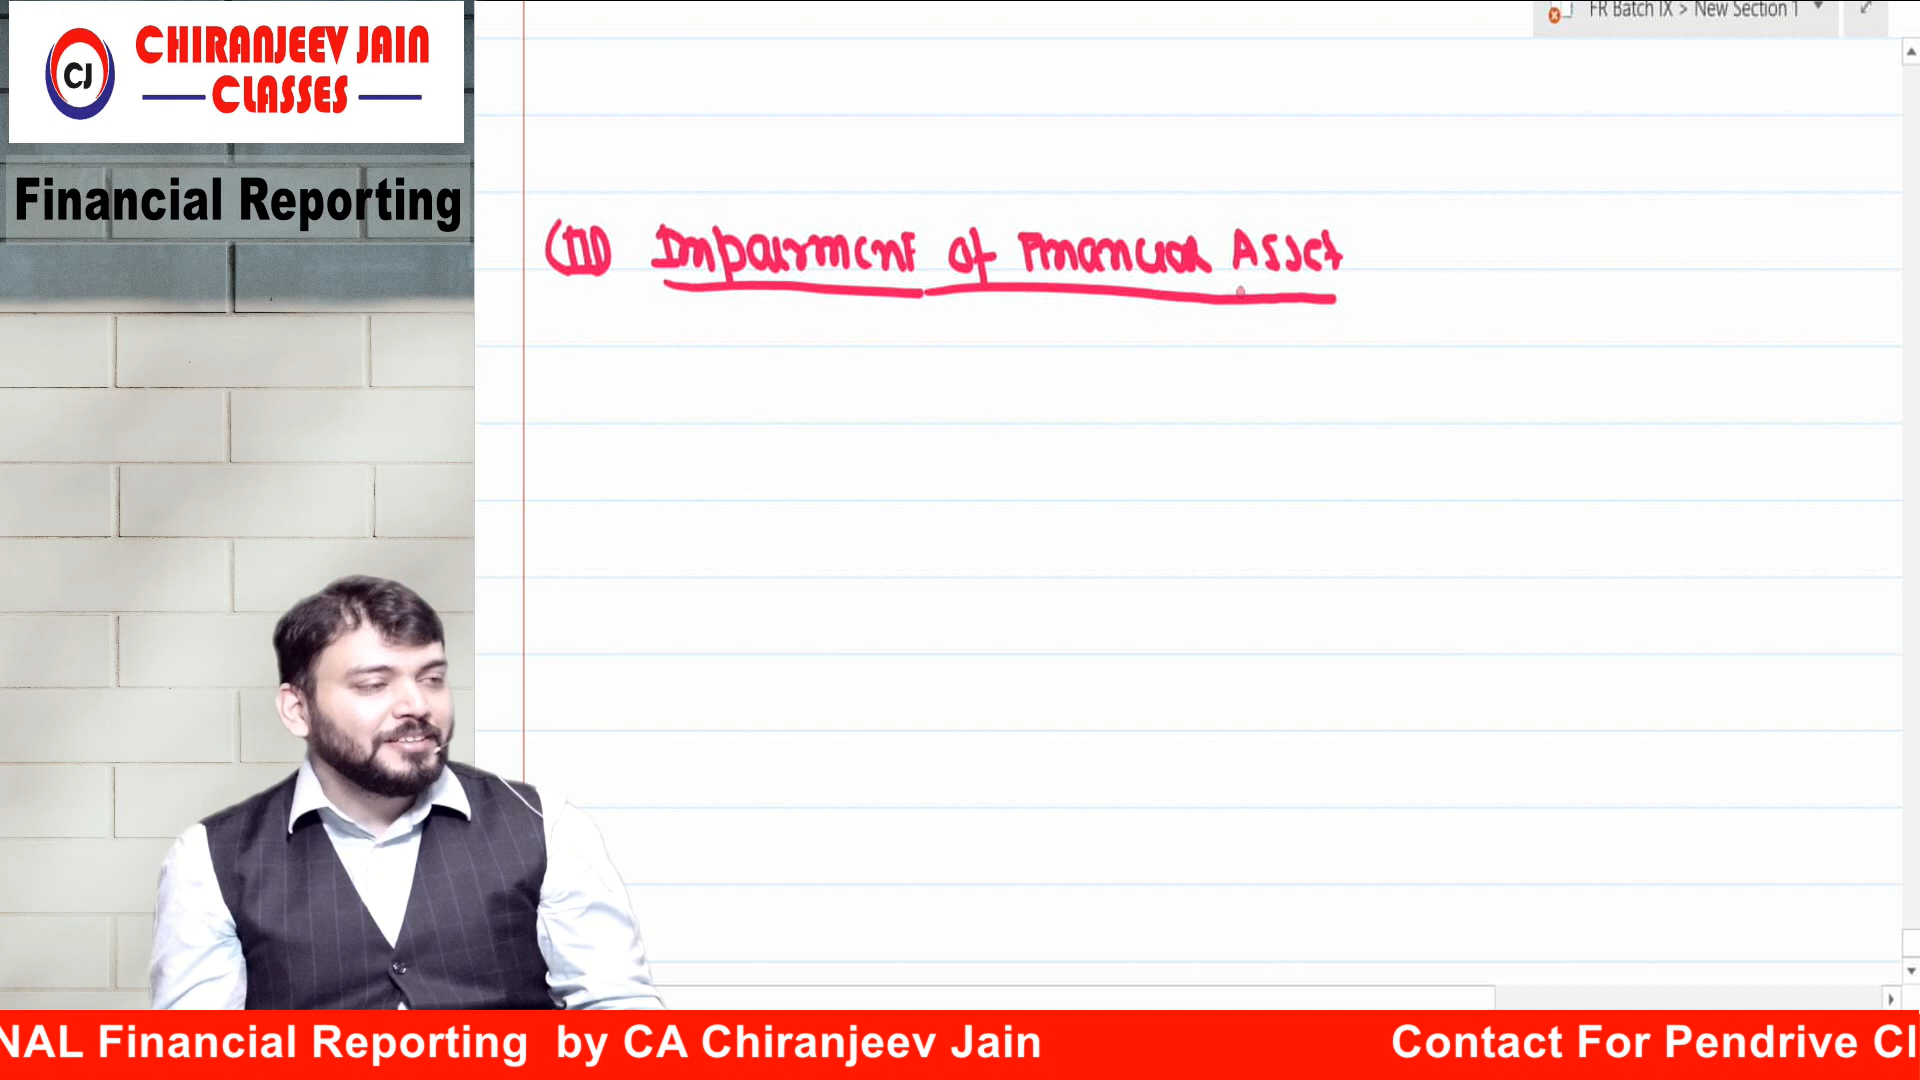 CHIRANJEEV JAIN
CLASSES
CJ
Financial Reporting
FR Batch IX > New Section 1
(III) Impairment of Financial Asset
NAL Financial Reporting by CA Chiranjeev Jain
Contact For Pendrive Cl